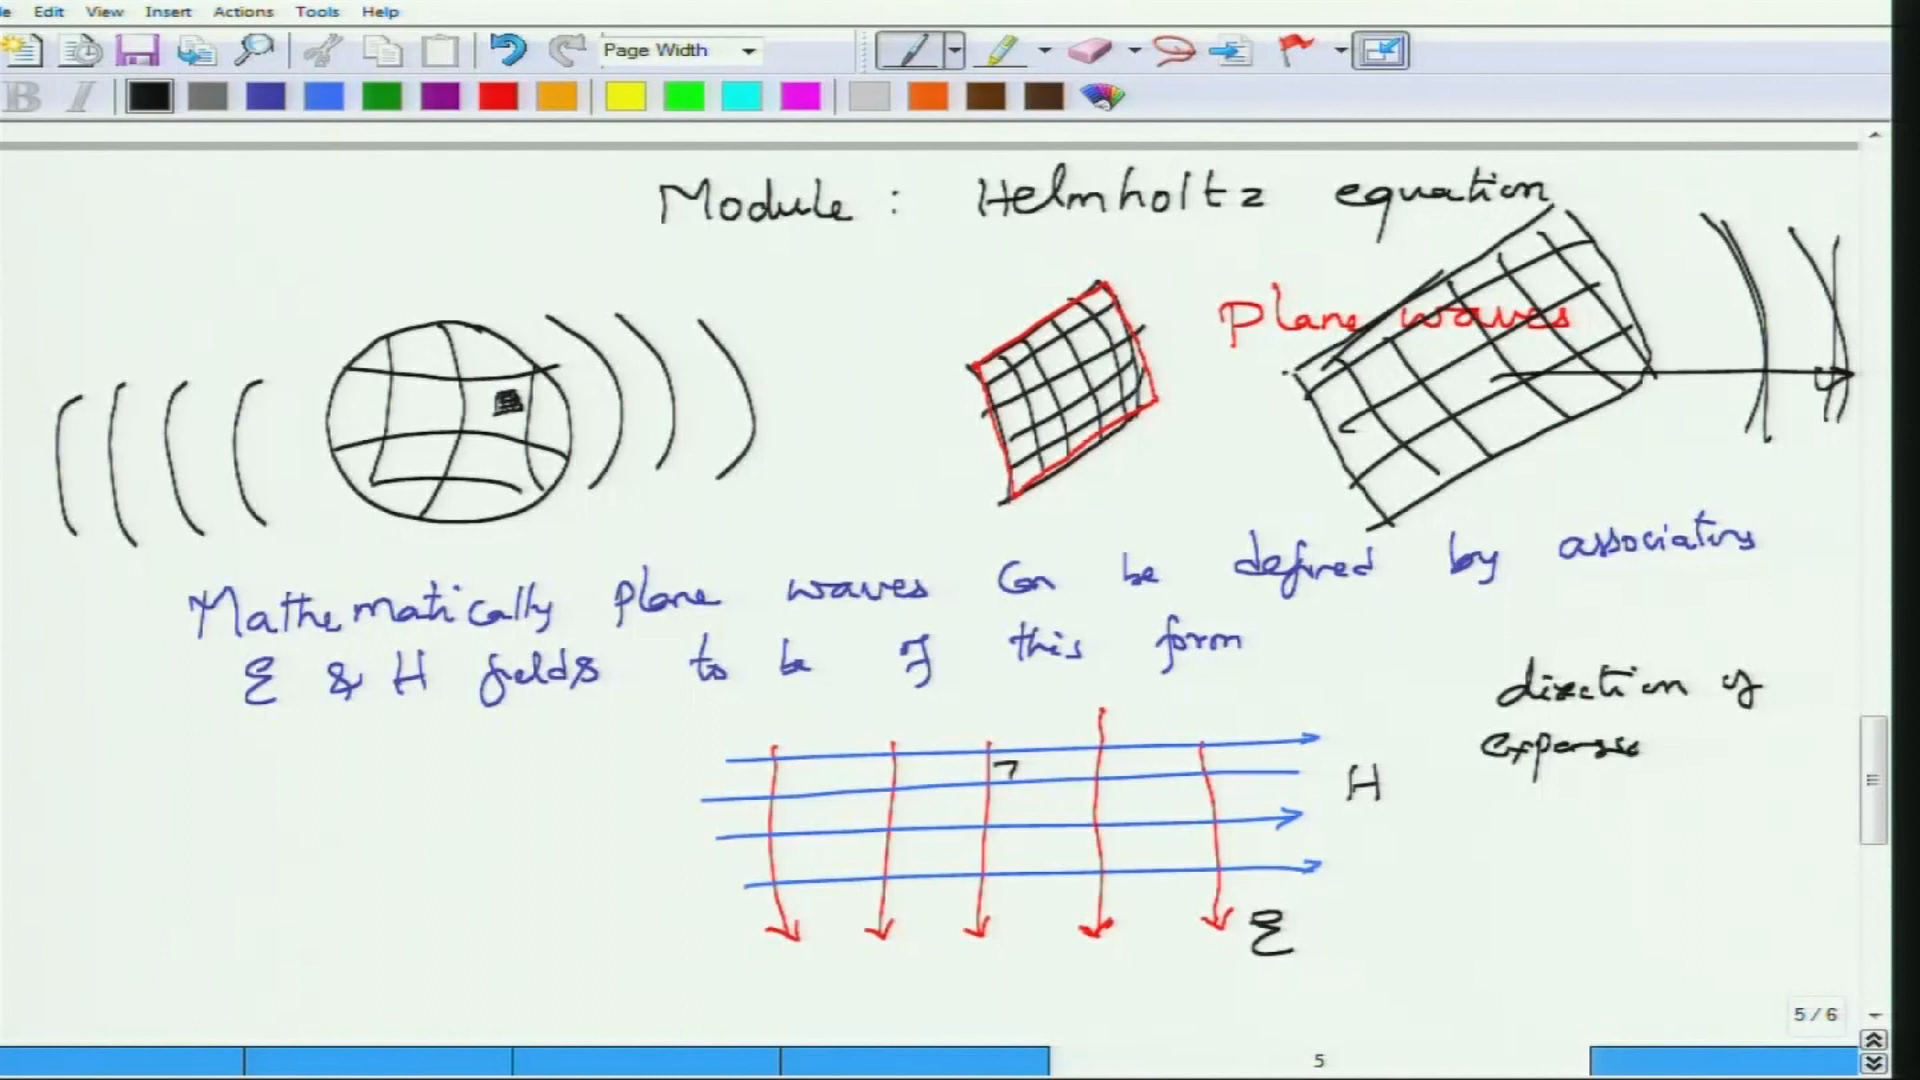 Edit View Insert Actions Tools Help
Page Width
B I
Module : Helmholtz equation
plane waves
Mathematically plane waves can be defined by associating
E & H fields to be of this form
direction of
expanse
H
E
5 / 6
5